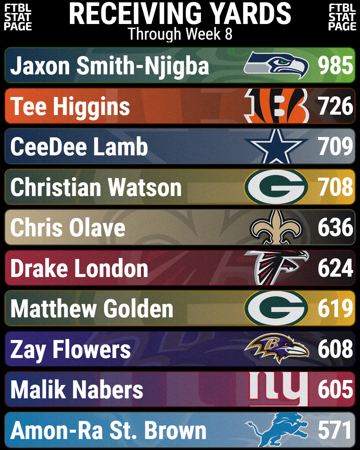 FTBL
STAT
PAGE
RECEIVING YARDS
Through Week 8
FTBL
STAT
PAGE
Jaxon Smith-Njigba 985
Tee Higgins B 726
CeeDee Lamb 709
Christian Watson G 708
Chris Olave 636
Drake London 624
Matthew Golden G 619
Zay Flowers 608
Malik Nabers ny 605
Amon-Ra St. Brown 571